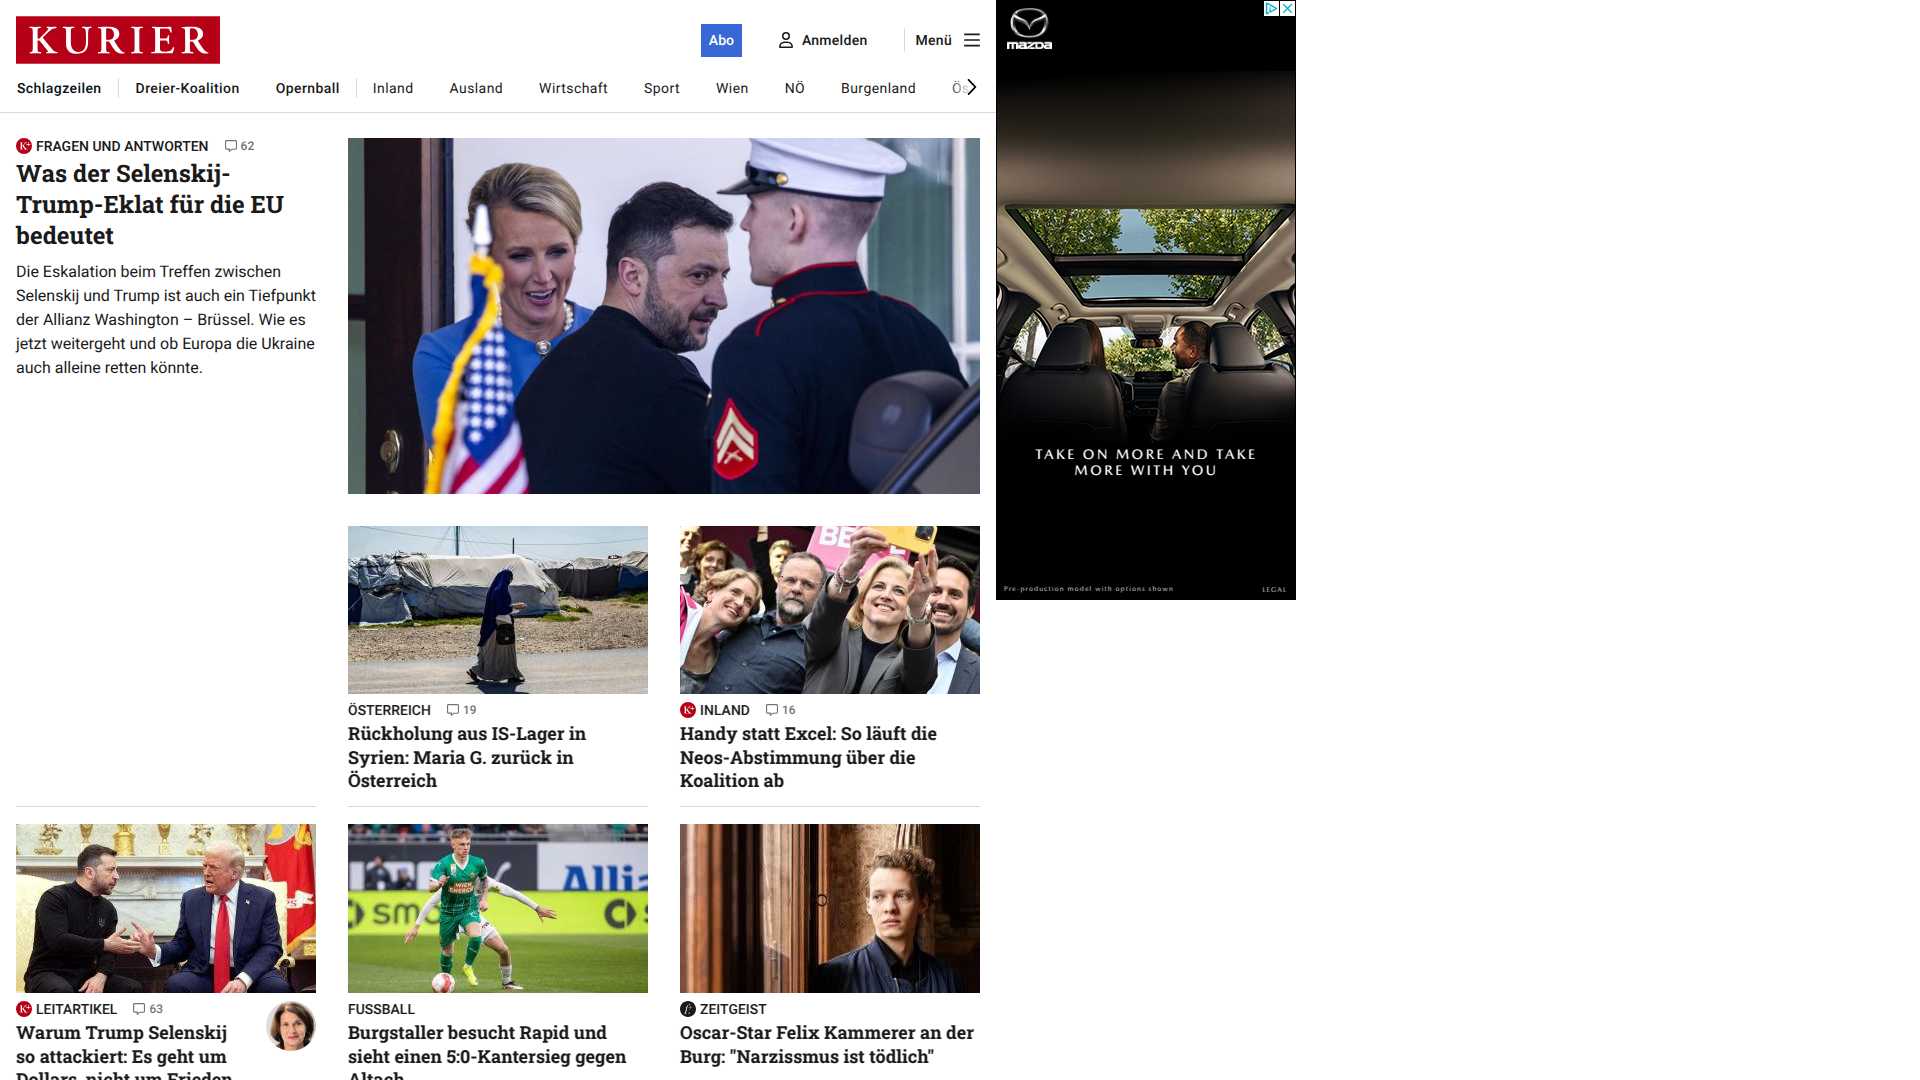 KURIER
Abo
Anmelden
Menü
Schlagzeilen
Dreier-Koalition
Opernball
Inland
Ausland
Wirtschaft
Sport
Wien
NÖ
Burgenland
FRAGEN UND ANTWORTEN 62
Was der Selenskij-
Trump-Eklat für die EU
bedeutet
Die Eskalation beim Treffen zwischen
Selenskij und Trump ist auch ein Tiefpunkt
der Allianz Washington – Brüssel. Wie es
jetzt weitergeht und ob Europa die Ukraine
auch alleine retten könnte.
mazda
TAKE ON MORE AND TAKE
MORE WITH YOU
Pre-production model with options shown
LEGAL
ÖSTERREICH 19
Rückholung aus IS-Lager in
Syrien: Maria G. zurück in
Österreich
INLAND 16
Handy statt Excel: So läuft die
Neos-Abstimmung über die
Koalition ab
LEITARTIKEL 63
Warum Trump Selenskij
so attackiert: Es geht um
Dollars, nicht um Frieden
WIEN
ENERGIE
FUSSBALL
Burgstaller besucht Rapid und
sieht einen 5:0-Kantersieg gegen
Altach
ZEITGEIST
Oscar-Star Felix Kammerer an der
Burg: "Narzissmus ist tödlich"